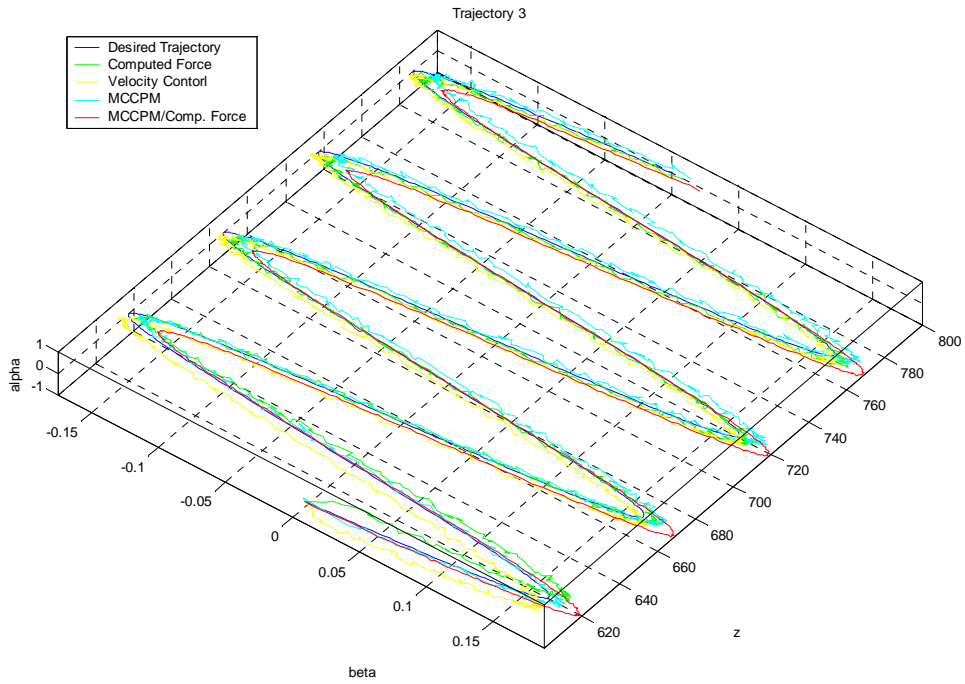 Trajectory 3
Desired Trajectory
Computed Force
Velocity Contorl
MCCPM
MCCPM/Comp. Force
1
0
-1
alpha
-0.15
-0.1
-0.05
0
0.05
0.1
0.15
beta
620
640
660
680
700
720
740
760
780
800
z